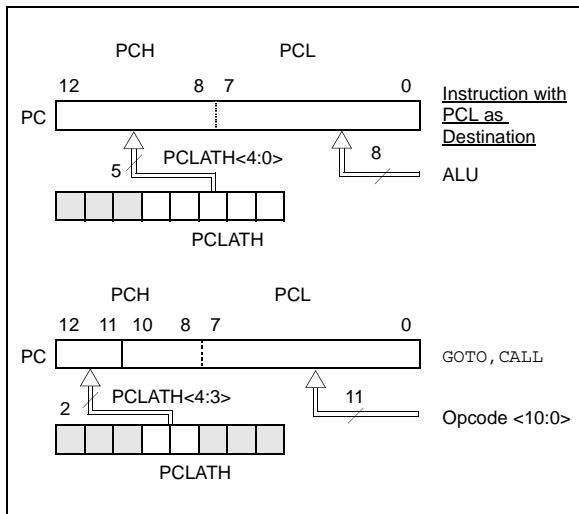 PCH PCL
12 8 7 0
PC
Instruction with
PCL as
Destination
5 PCLATH<4:0> 8
ALU
PCLATH
PCH PCL
12 11 10 8 7 0
PC GOTO,CALL
2 PCLATH<4:3> 11
Opcode <10:0>
PCLATH